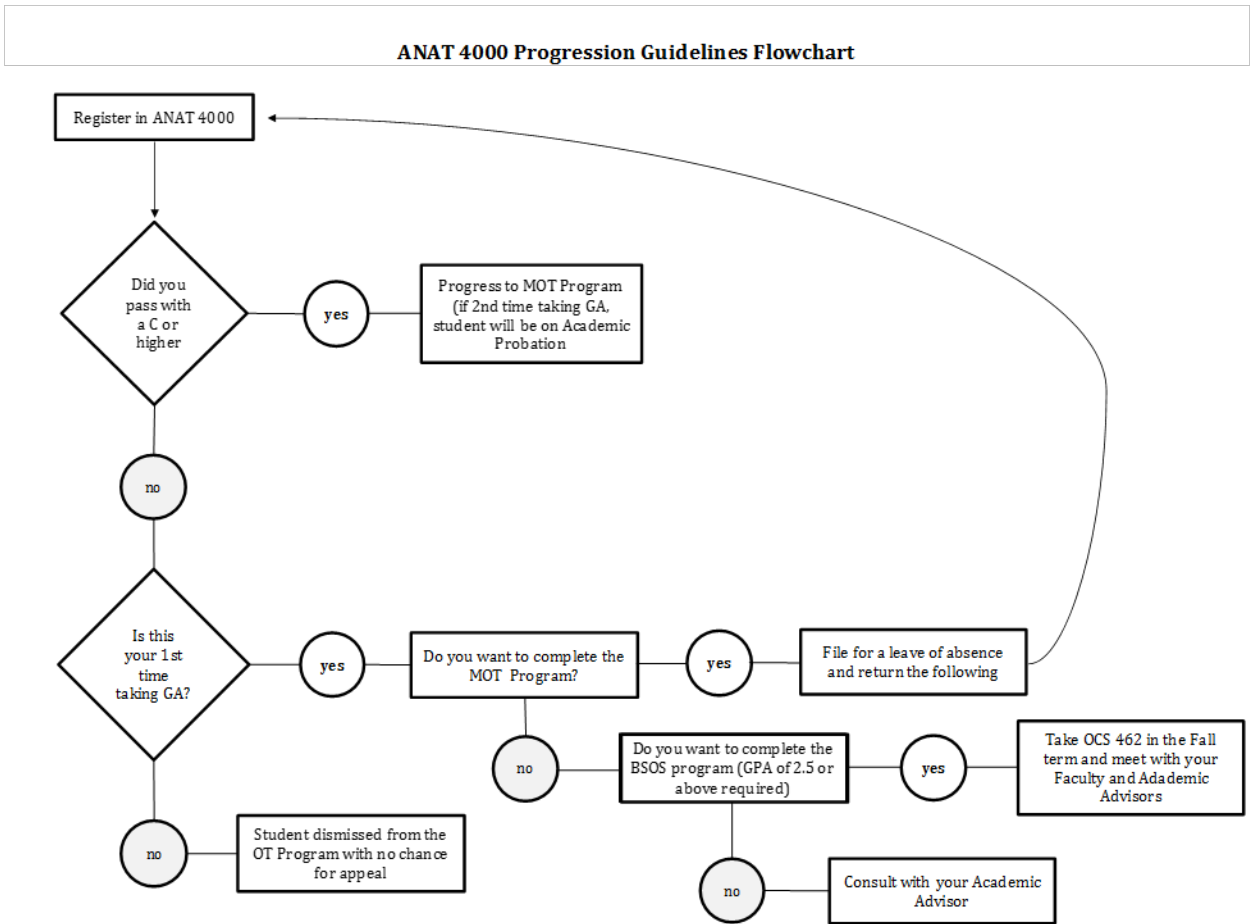 ANAT 4000 Progression Guidelines Flowchart
Register in ANAT 4000
Did you
pass with
a C or
higher
yes
Progress to MOT Program
(if 2nd time taking GA,
student will be on Academic
Probation
no
Is this
your 1st
time
taking GA?
yes
Do you want to complete the
MOT Program?
yes
File for a leave of absence
and return the following
no
Do you want to complete the
BSOS program (GPA of 2.5 or
above required)
yes
Take OCS 462 in the Fall
term and meet with your
Faculty and Adademic
Advisors
no
Student dismissed from the
OT Program with no chance
for appeal
no
Consult with your Academic
Advisor